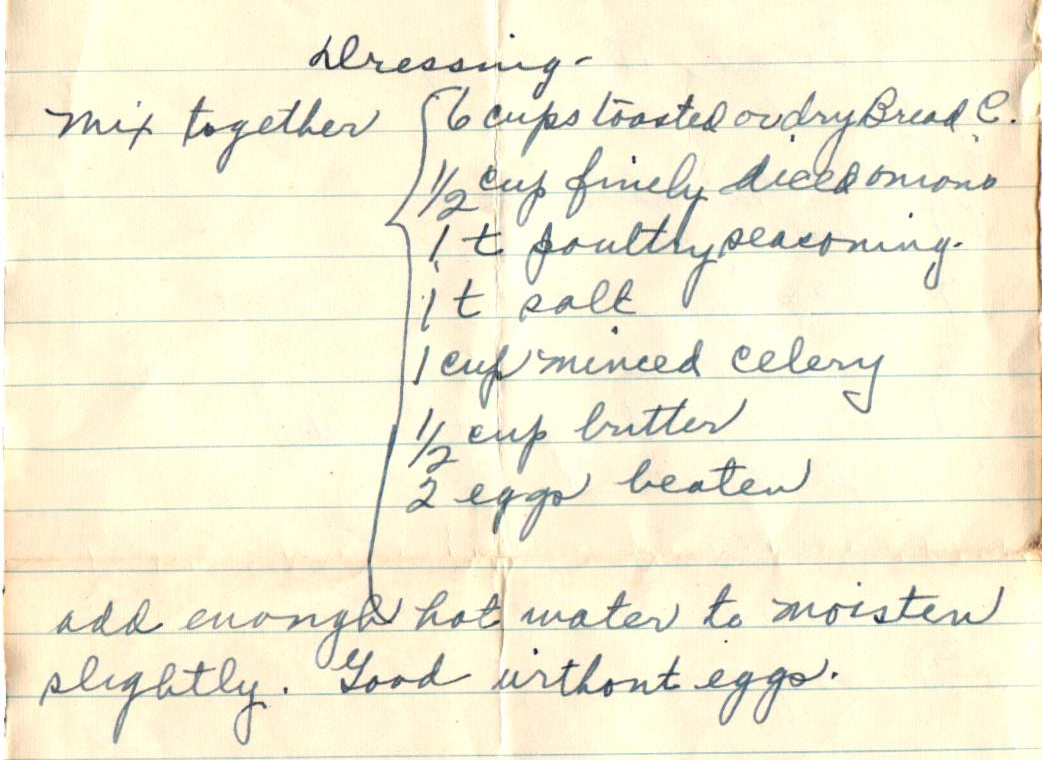 Dressing-
Mix together { 6 cups toasted or dry Bread C.
1/2 cup finely diced onions
1 t poultry seasoning.
1 t salt
1 cup minced celery
1/2 cup butter
2 eggs beaten
add enough hot water to moisten
slightly. Good without eggs.